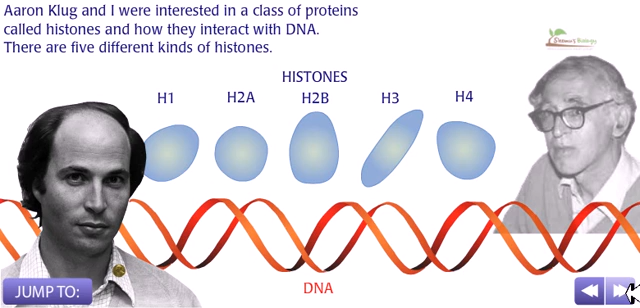 Aaron Klug and I were interested in a class of proteins
called histones and how they interact with DNA.
There are five different kinds of histones.
HISTONES
H1 H2A H2B H3 H4
DNA
JUMP TO: